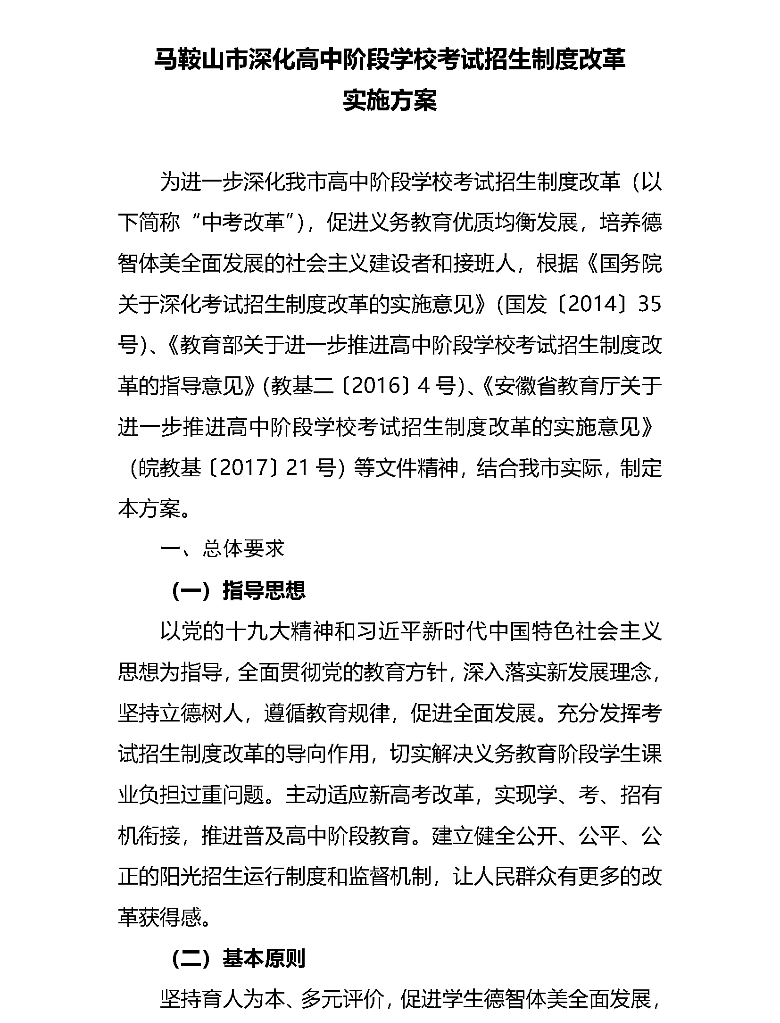 马鞍山市深化高中阶段学校考试招生制度改革
实施方案
为进一步深化我市高中阶段学校考试招生制度改革（以
下简称“中考改革”），促进义务教育优质均衡发展，培养德
智体美全面发展的社会主义建设者和接班人，根据《国务院
关于深化考试招生制度改革的实施意见》（国发〔2014〕35
号）、《教育部关于进一步推进高中阶段学校考试招生制度改
革的指导意见》（教基二〔2016〕4号）、《安徽省教育厅关于
进一步推进高中阶段学校考试招生制度改革的实施意见》
（皖教基〔2017〕21号）等文件精神，结合我市实际，制定
本方案。
一、总体要求
（一）指导思想
以党的十九大精神和习近平新时代中国特色社会主义
思想为指导，全面贯彻党的教育方针，深入落实新发展理念，
坚持立德树人，遵循教育规律，促进全面发展。充分发挥考
试招生制度改革的导向作用，切实解决义务教育阶段学生课
业负担过重问题。主动适应新高考改革，实现学、考、招有
机衔接，推进普及高中阶段教育。建立健全公开、公平、公
正的阳光招生运行制度和监督机制，让人民群众有更多的改
革获得感。
（二）基本原则
坚持育人为本、多元评价，促进学生德智体美全面发展，